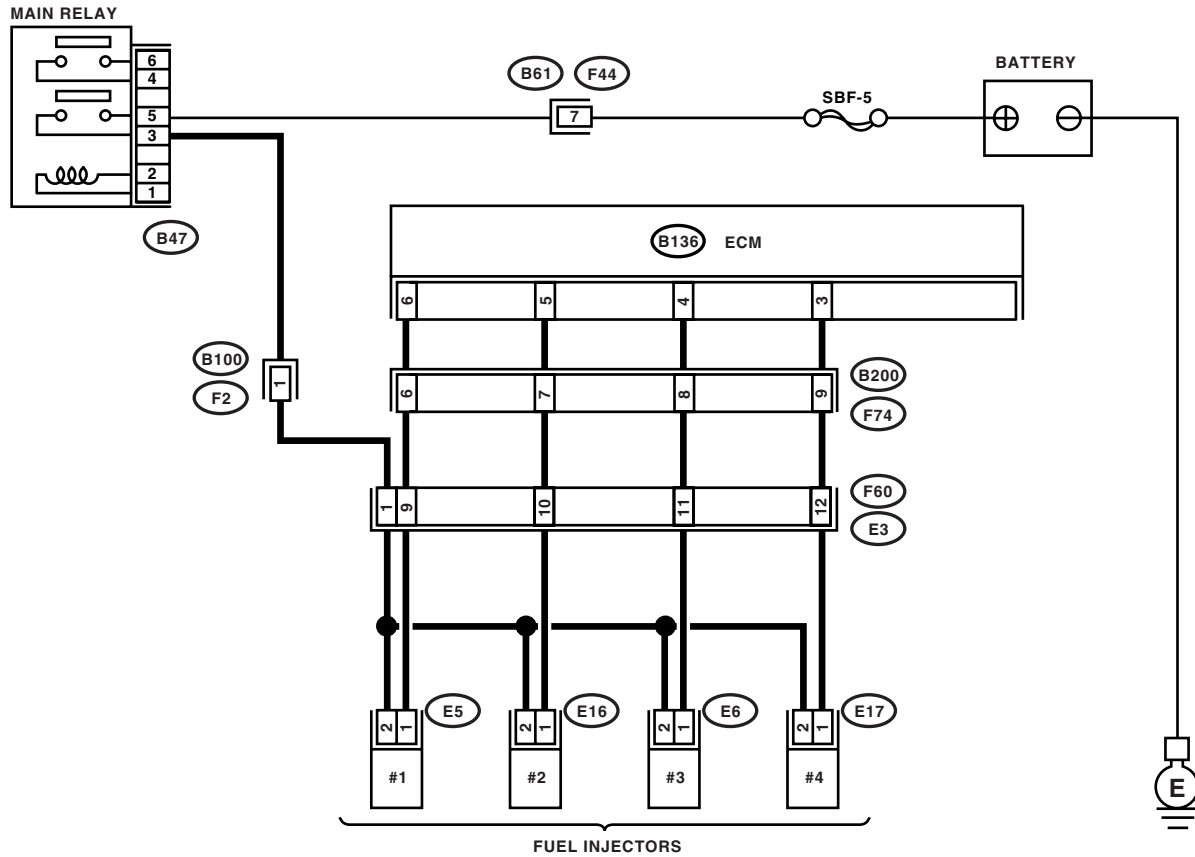 MAIN RELAY
6
4
5
3
2
1
B47
B61 F44
7
SBF-5
BATTERY
B136 ECM
6 5 4 3
B100
F2
1
6 7 8 9
B200
F74
1 9 10 11 12
F60
E3
2 1 E5
2 1 E16
2 1 E6
2 1 E17
#1 #2 #3 #4
E
FUEL INJECTORS